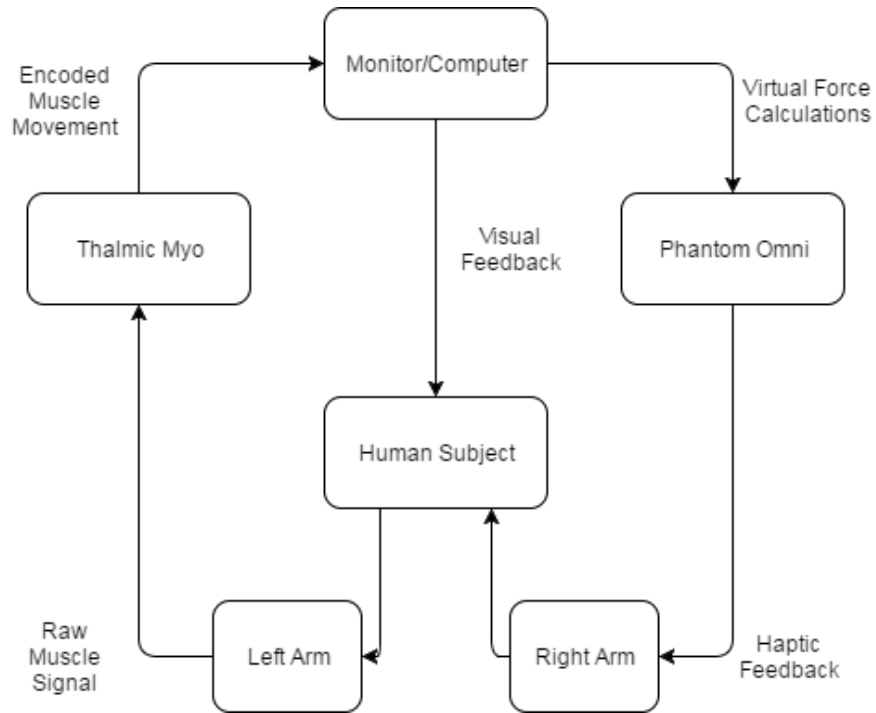 Monitor/Computer
Encoded
Muscle
Movement
Virtual Force
Calculations
Thalmic Myo
Visual
Feedback
Phantom Omni
Human Subject
Raw
Muscle
Signal
Left Arm
Right Arm
Haptic
Feedback